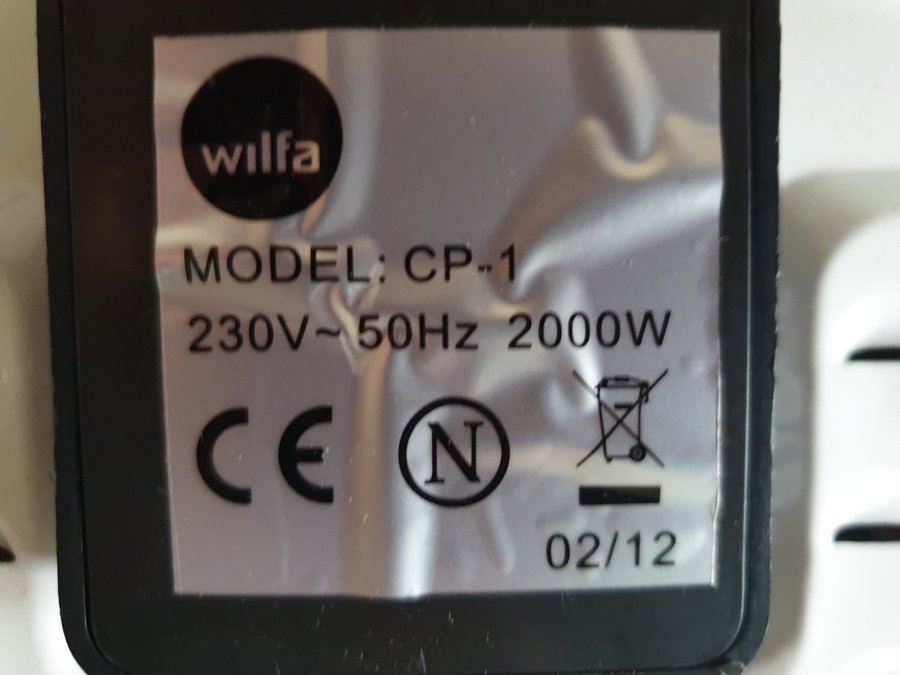 wilfa
MODEL: CP-1
230V~ 50Hz 2000W
CE N
02/12